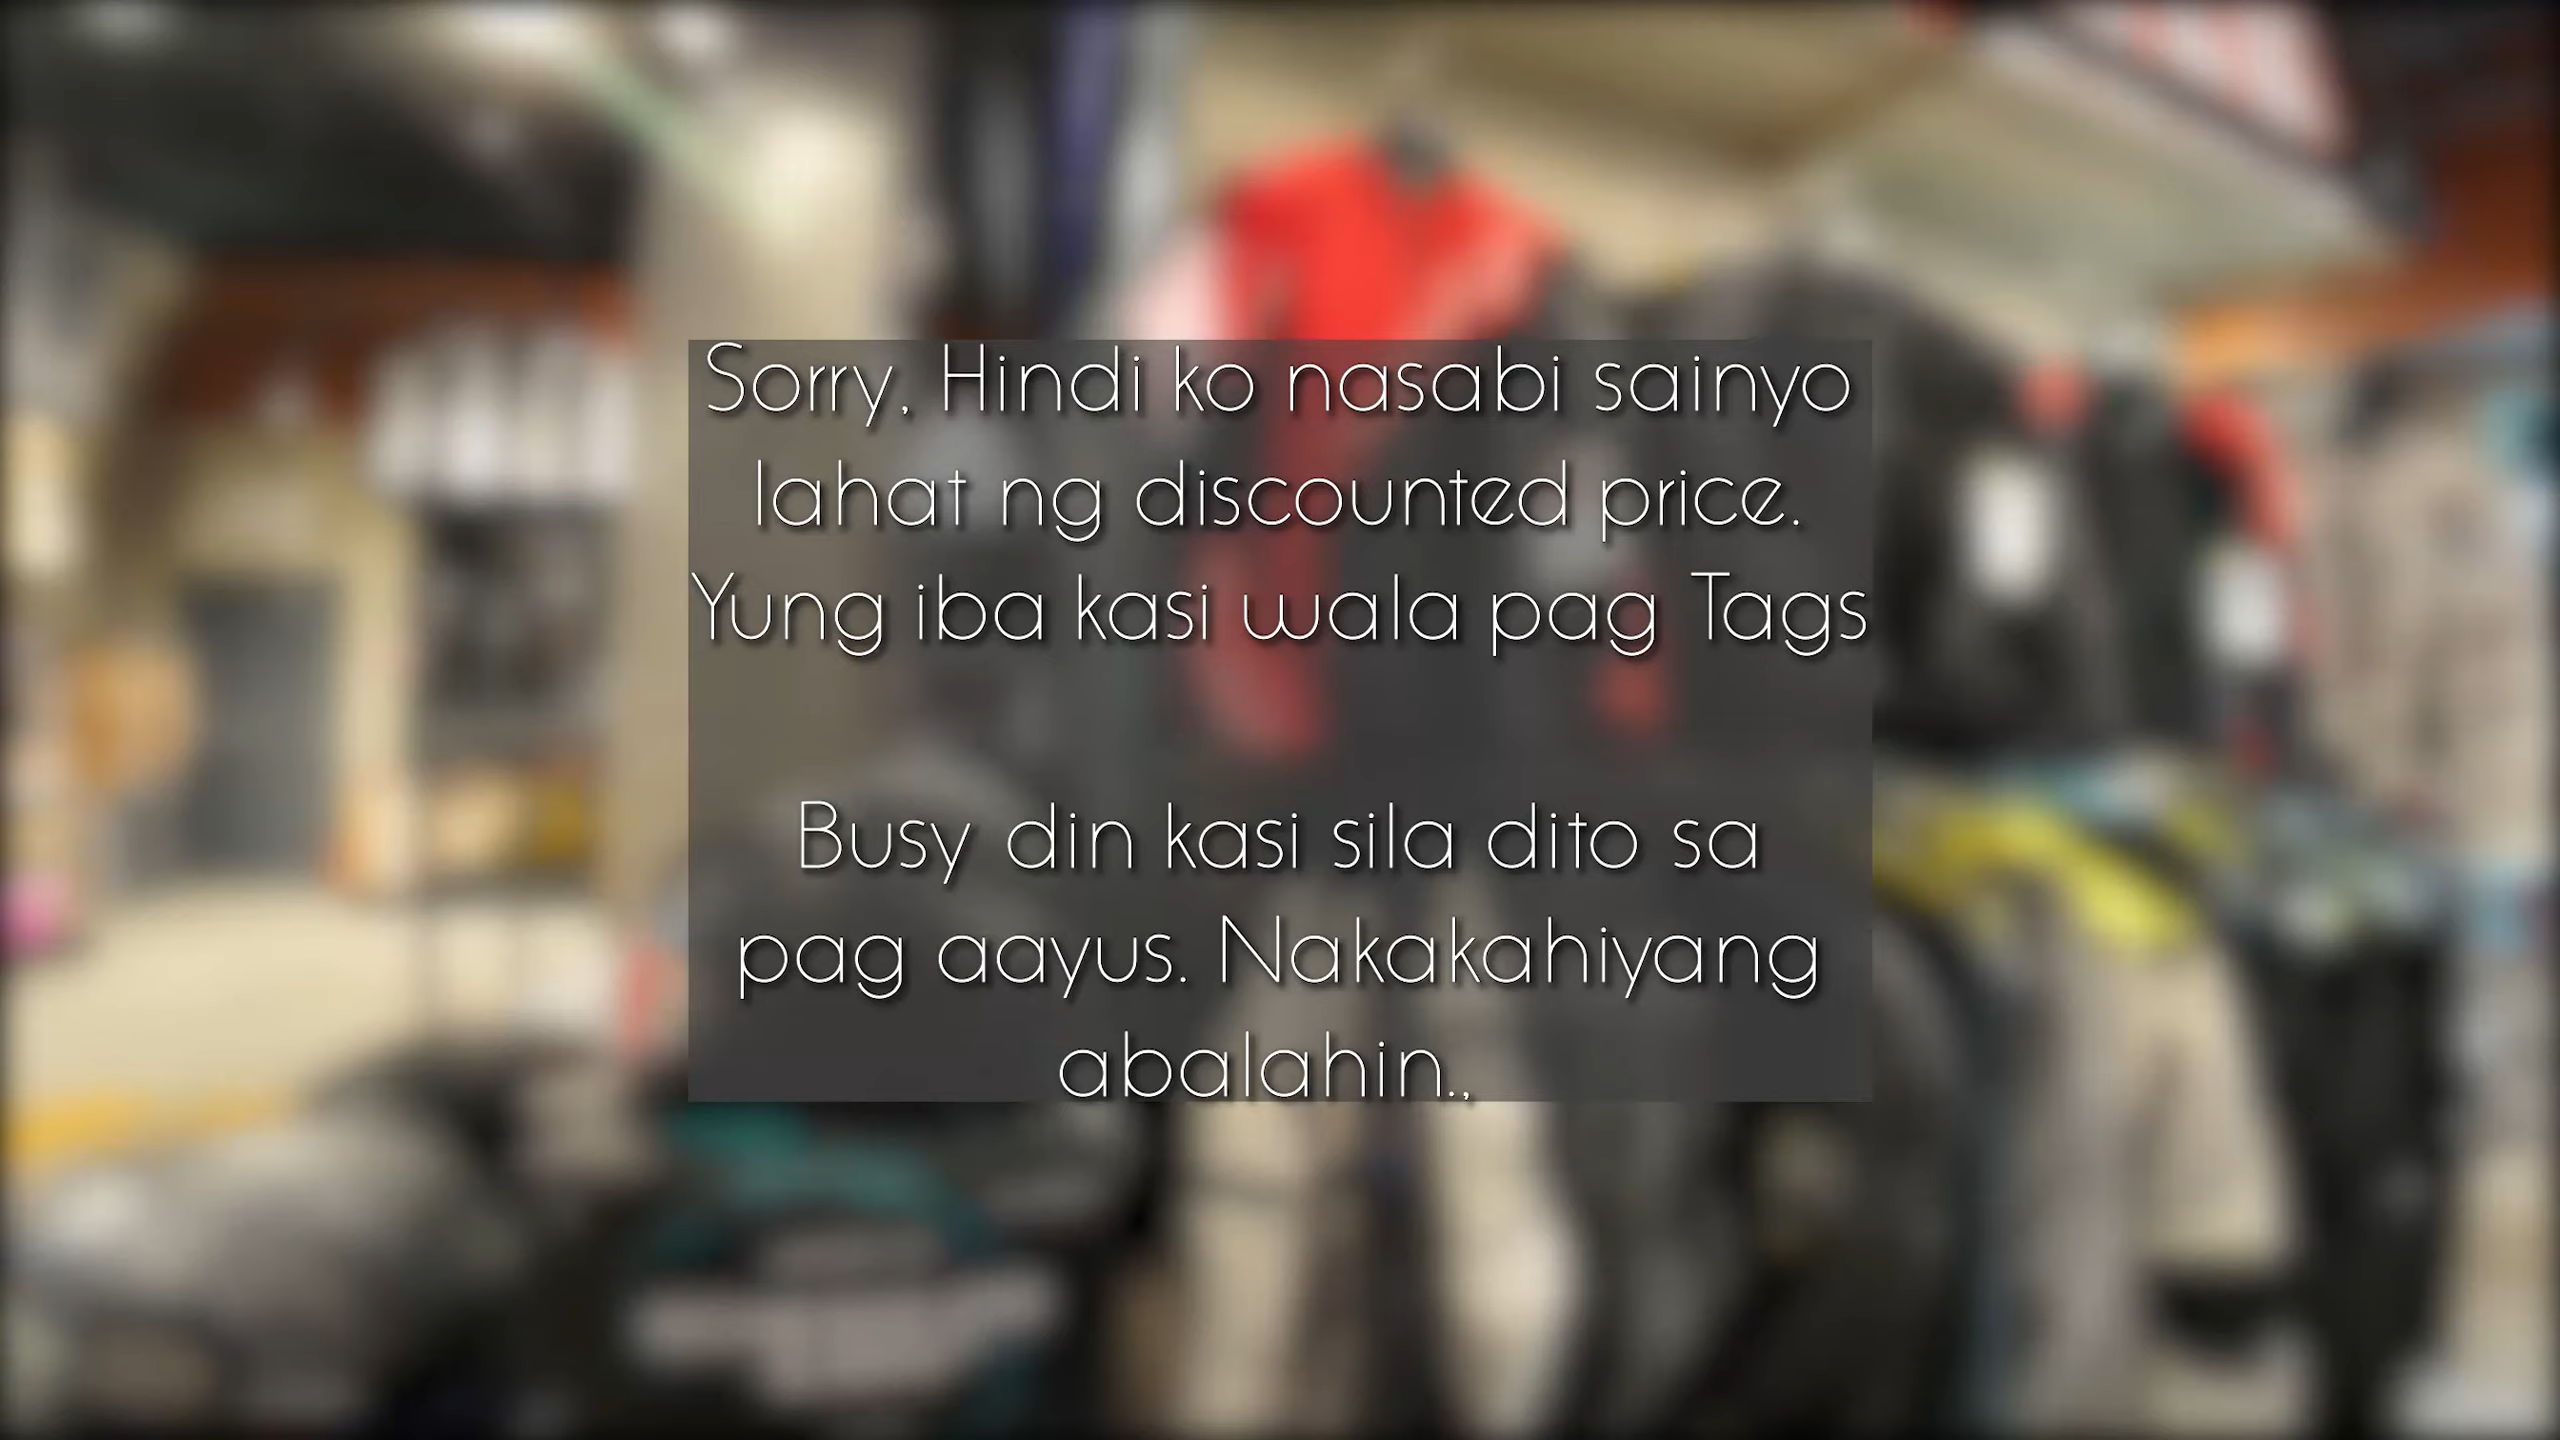 Sorry, Hindi ko nasabi sainyo
lahat ng discounted price.
Yung iba kasi wala pag Tags
Busy din kasi sila dito sa
pag aayus. Nakakahiyang
abalahin.,